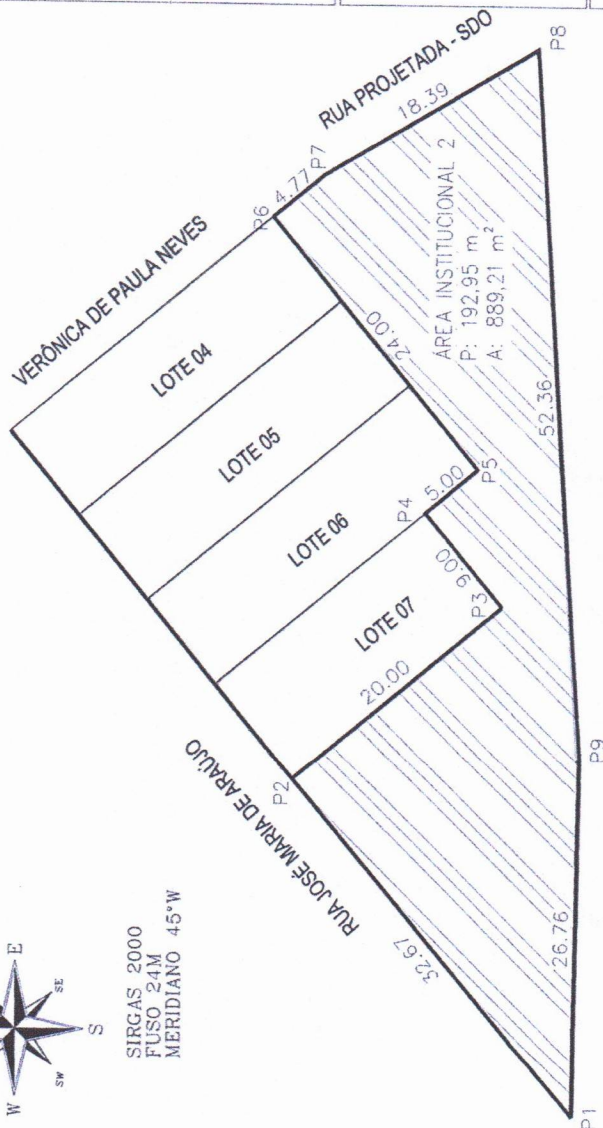 W
E
SE
SW
S
SIRGAS 2000
FUSO 24M
MERIDIANO 45°W
VERÔNICA DE PAULA NEVES
RUA PROJETADA - SDO
RUA JOSÉ MARIA DE ARAÚJO
LOTE 04
LOTE 05
LOTE 06
LOTE 07
ÁREA INSTITUCIONAL 2
P: 192,95 m
A: 889,21 m²
P1
32.67
P2
20.00
P3
9.00
P4
5.00
P5
24.00
P6
4.77
P7
18.39
P8
52.36
P9
26.76